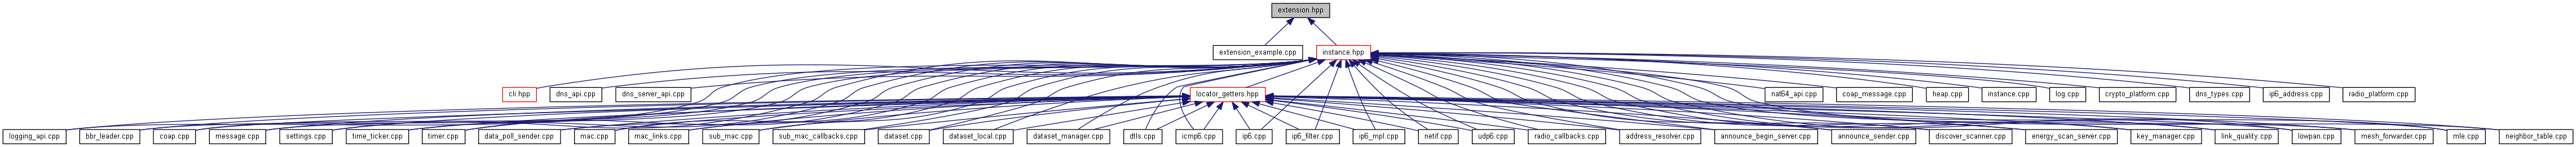 extension.hpp
extension_example.cpp
instance.hpp
cli.hpp
dns_api.cpp
dns_server_api.cpp
locator_getters.hpp
nat64_api.cpp
coap_message.cpp
heap.cpp
instance.cpp
log.cpp
crypto_platform.cpp
dns_types.cpp
ip6_address.cpp
radio_platform.cpp
logging_api.cpp
bbr_leader.cpp
coap.cpp
message.cpp
settings.cpp
time_ticker.cpp
timer.cpp
data_poll_sender.cpp
mac.cpp
mac_links.cpp
sub_mac.cpp
sub_mac_callbacks.cpp
dataset.cpp
dataset_local.cpp
dataset_manager.cpp
dtls.cpp
icmp6.cpp
ip6.cpp
ip6_filter.cpp
ip6_mpl.cpp
netif.cpp
udp6.cpp
radio_callbacks.cpp
address_resolver.cpp
announce_begin_server.cpp
announce_sender.cpp
discover_scanner.cpp
energy_scan_server.cpp
key_manager.cpp
link_quality.cpp
lowpan.cpp
mesh_forwarder.cpp
mle.cpp
neighbor_table.cpp